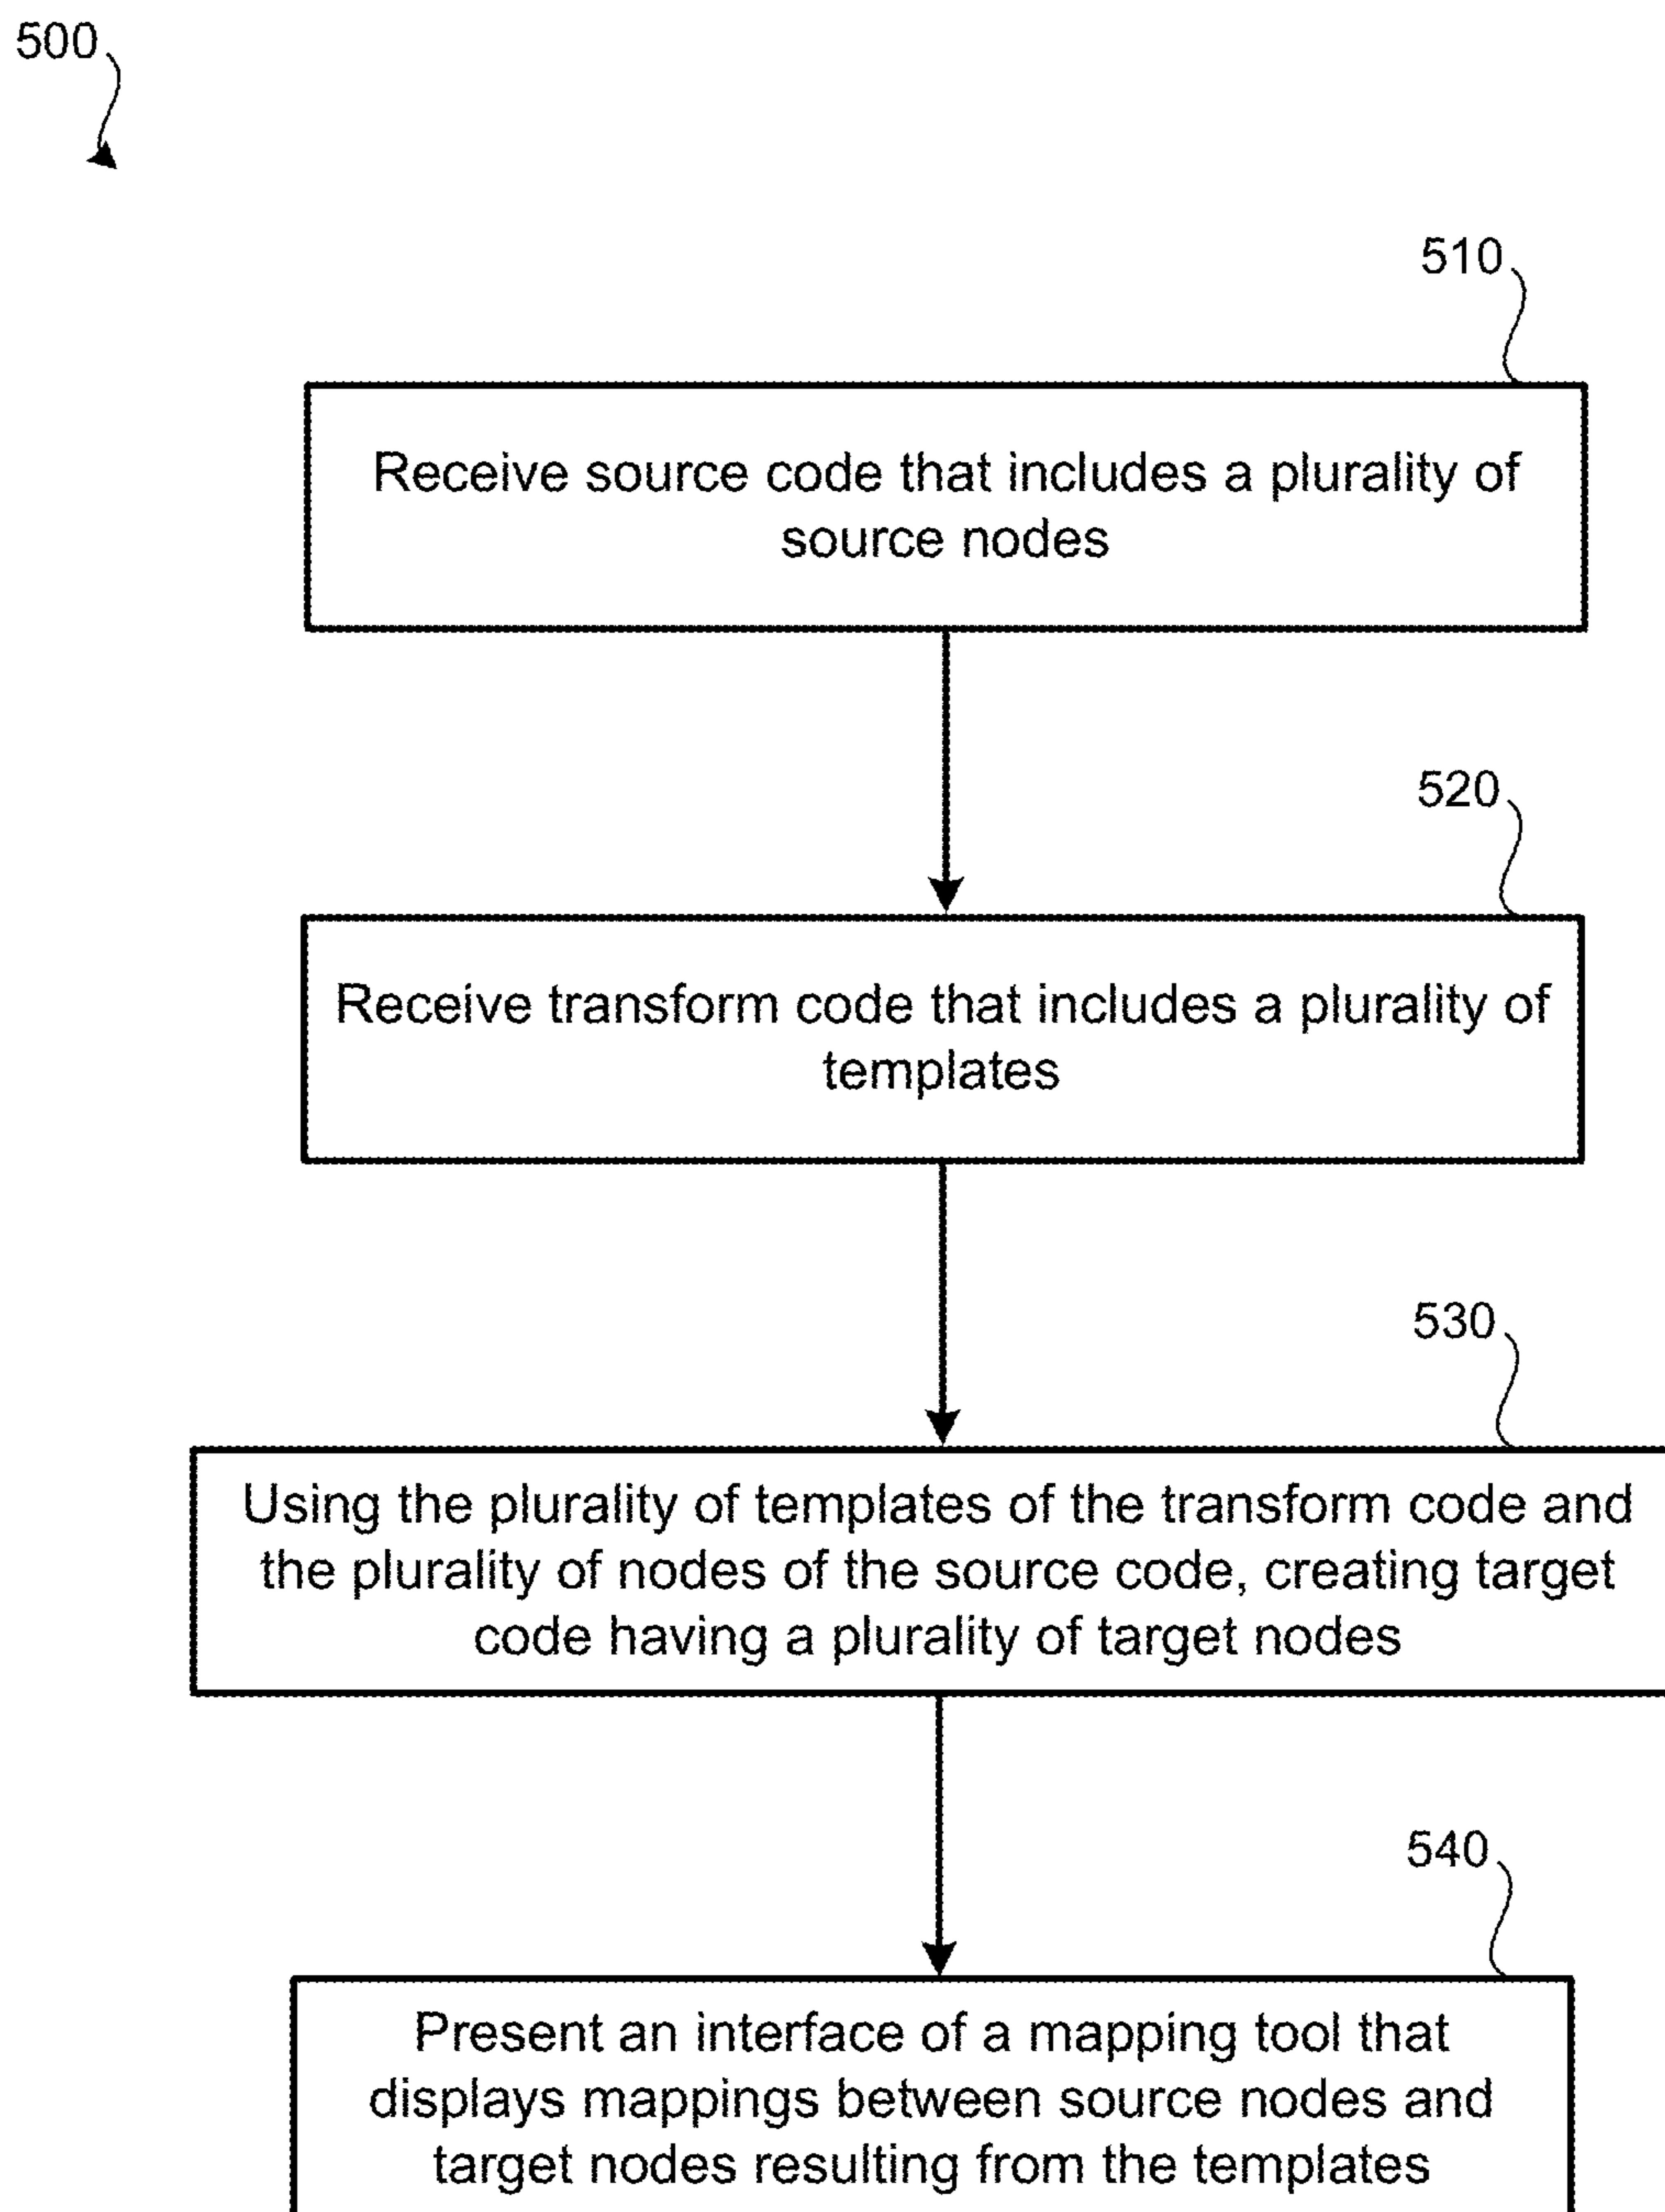 500
510
Receive source code that includes a plurality of
source nodes
520
Receive transform code that includes a plurality of
templates
530
Using the plurality of templates of the transform code and
the plurality of nodes of the source code, creating target
code having a plurality of target nodes
540
Present an interface of a mapping tool that
displays mappings between source nodes and
target nodes resulting from the templates